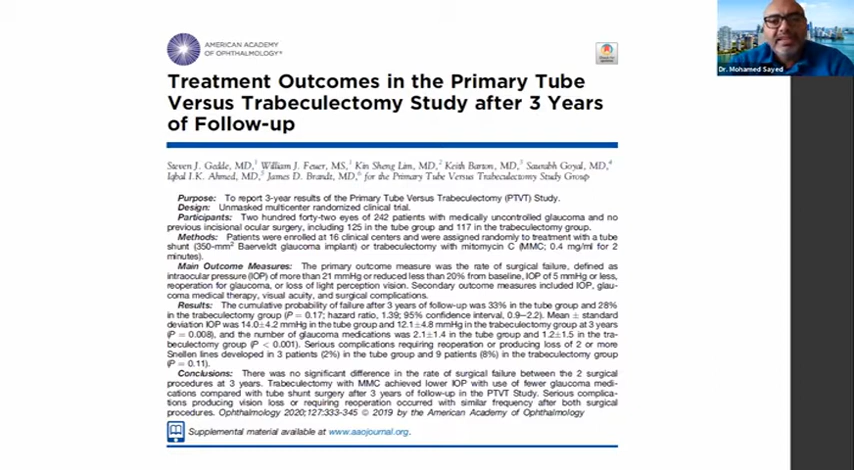 AMERICAN ACADEMY
OF OPHTHALMOLOGY®
Dr. Mohamed Sayed
Treatment Outcomes in the Primary Tube
Versus Trabeculectomy Study after 3 Years
of Follow-up
Steven J. Gedde, MD,¹ William J. Feuer, MS,¹ Kin Sheng Lim, MD,² Keith Barton, MD,³ Saurabh Goyal, MD,⁴
Iqbal I.K. Ahmed, MD,⁵ James D. Brandt, MD,⁶ for the Primary Tube Versus Trabeculectomy Study Group
Purpose: To report 3-year results of the Primary Tube Versus Trabeculectomy (PTVT) Study.
Design: Unmasked multicenter randomized clinical trial.
Participants: Two hundred forty-two eyes of 242 patients with medically uncontrolled glaucoma and no
previous incisional ocular surgery, including 125 in the tube group and 117 in the trabeculectomy group.
Methods: Patients were enrolled at 16 clinical centers and were assigned randomly to treatment with a tube
shunt (350-mm² Baerveldt glaucoma implant) or trabeculectomy with mitomycin C (MMC; 0.4 mg/ml for 2
minutes).
Main Outcome Measures: The primary outcome measure was the rate of surgical failure, defined as
intraocular pressure (IOP) of more than 21 mmHg or reduced less than 20% from baseline, IOP of 5 mmHg or less,
reoperation for glaucoma, or loss of light perception vision. Secondary outcome measures included IOP, glau-
coma medical therapy, visual acuity, and surgical complications.
Results: The cumulative probability of failure after 3 years of follow-up was 33% in the tube group and 28%
in the trabeculectomy group (P = 0.17; hazard ratio, 1.39; 95% confidence interval, 0.9–2.2). Mean ± standard
deviation IOP was 14.0±4.2 mmHg in the tube group and 12.1±4.8 mmHg in the trabeculectomy group at 3 years
(P = 0.008), and the number of glaucoma medications was 2.1±1.4 in the tube group and 1.2±1.5 in the tra-
beculectomy group (P < 0.001). Serious complications requiring reoperation or producing loss of 2 or more
Snellen lines developed in 3 patients (2%) in the tube group and 9 patients (8%) in the trabeculectomy group
(P = 0.11).
Conclusions: There was no significant difference in the rate of surgical failure between the 2 surgical
procedures at 3 years. Trabeculectomy with MMC achieved lower IOP with use of fewer glaucoma medi-
cations compared with tube shunt surgery after 3 years of follow-up in the PTVT Study. Serious complica-
tions producing vision loss or requiring reoperation occurred with similar frequency after both surgical
procedures. Ophthalmology 2020;127:333-345 © 2019 by the American Academy of Ophthalmology
Supplemental material available at www.aaojournal.org.